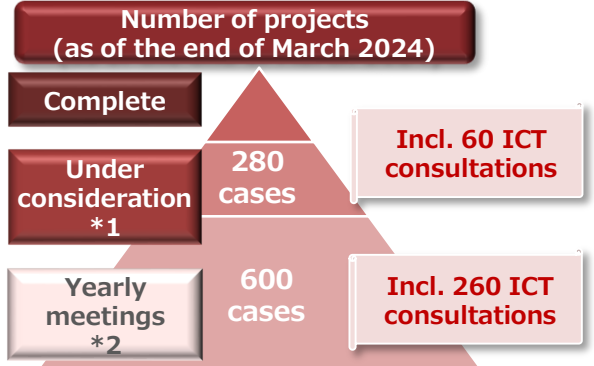 Number of projects
(as of the end of March 2024)
Complete
Under
consideration
*1
280
cases
Incl. 60 ICT
consultations
Yearly
meetings
*2
600
cases
Incl. 260 ICT
consultations